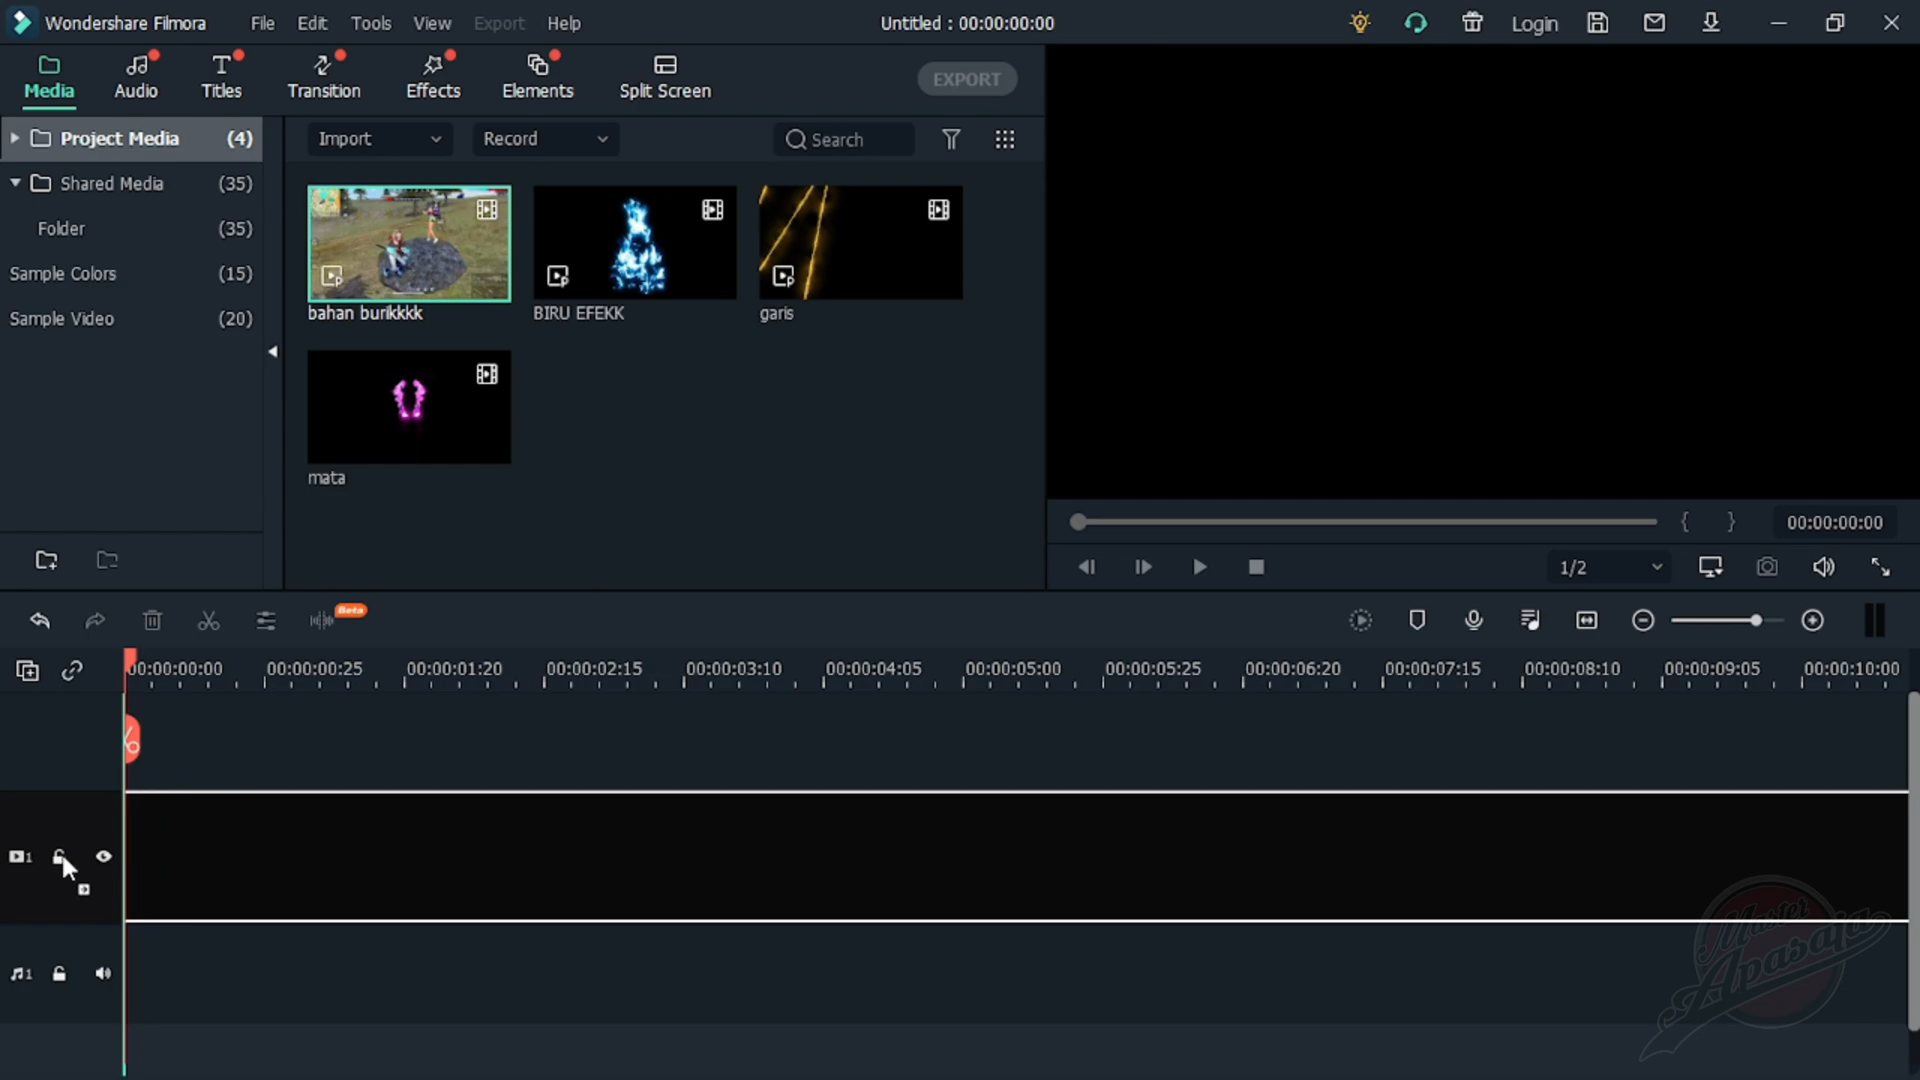 Wondershare Filmora File Edit Tools View Export Help Untitled : 00:00:00:00 Login
Media Audio Titles Transition Effects Elements Split Screen EXPORT
Project Media (4) Import Record Search
Shared Media (35)
Folder (35)
Sample Colors (15)
Sample Video (20)
bahan burikkkk BIRU EFEKK garis
mata
{ } 00:00:00:00
1/2
Beta
00:00:00:00 00:00:00:25 00:00:01:20 00:00:02:15 00:00:03:10 00:00:04:05 00:00:05:00 00:00:05:25 00:00:06:20 00:00:07:15 00:00:08:10 00:00:09:05 00:00:10:00
1
1
Master
Apasaja